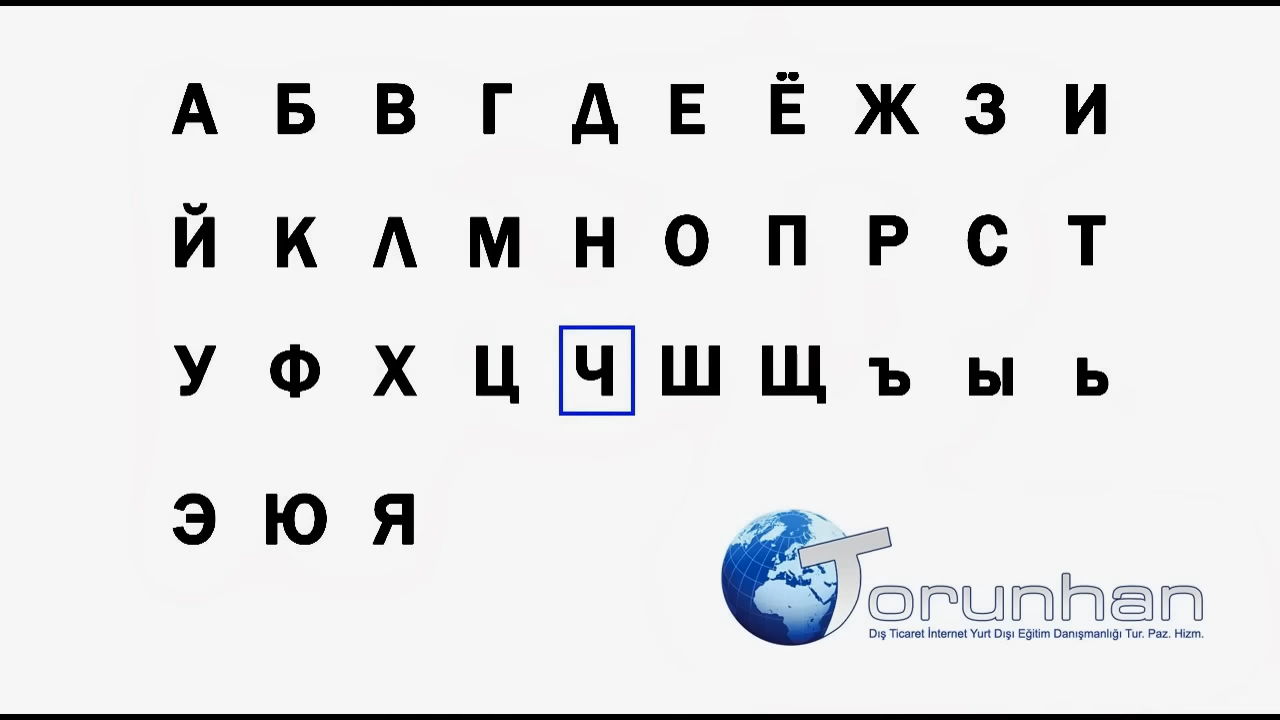 А Б В Г Д Е Ё Ж З И
Й К Л М Н О П Р С Т
У Ф Х Ц Ч Ш Щ ъ ы ь
Э Ю Я
Torunhan
Dış Ticaret İnternet Yurt Dışı Eğitim Danışmanlığı Tur. Paz. Hizm.